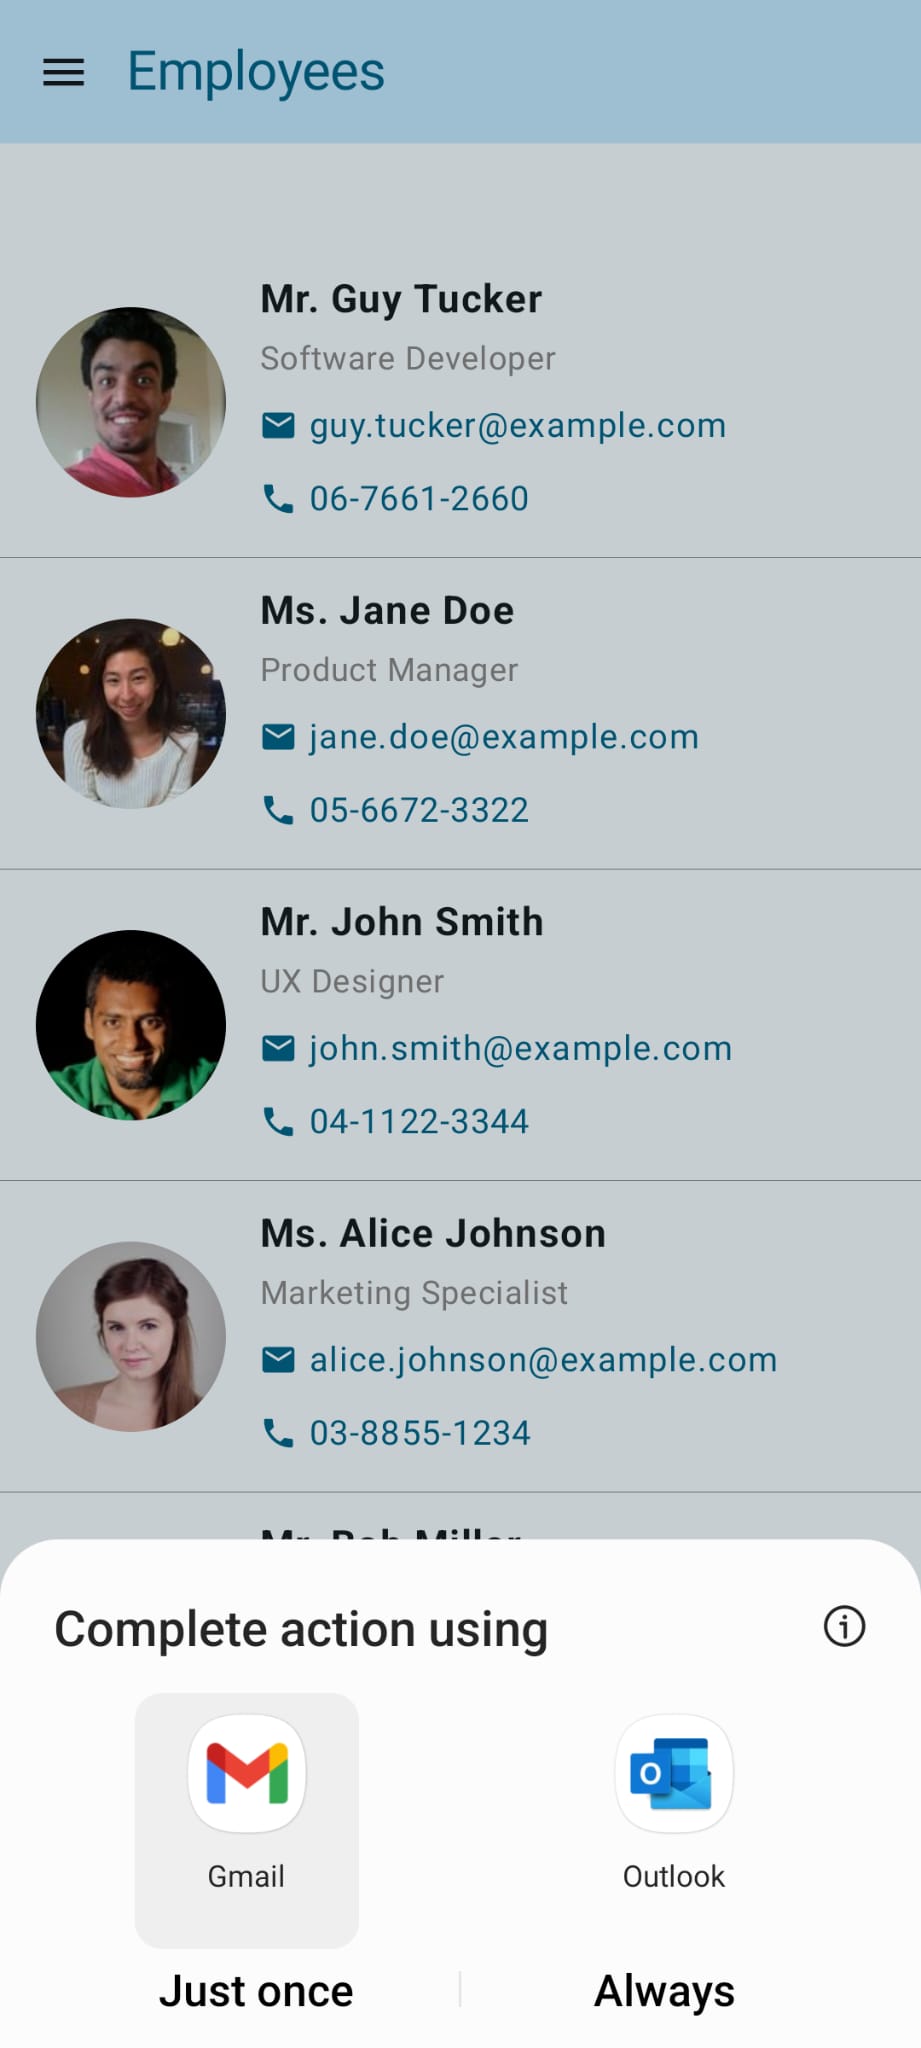 Employees
Mr. Guy Tucker
Software Developer
guy.tucker@example.com
06-7661-2660
Ms. Jane Doe
Product Manager
jane.doe@example.com
05-6672-3322
Mr. John Smith
UX Designer
john.smith@example.com
04-1122-3344
Ms. Alice Johnson
Marketing Specialist
alice.johnson@example.com
03-8855-1234
Mr. Bob Miller
Complete action using
Gmail
Outlook
Just once
Always